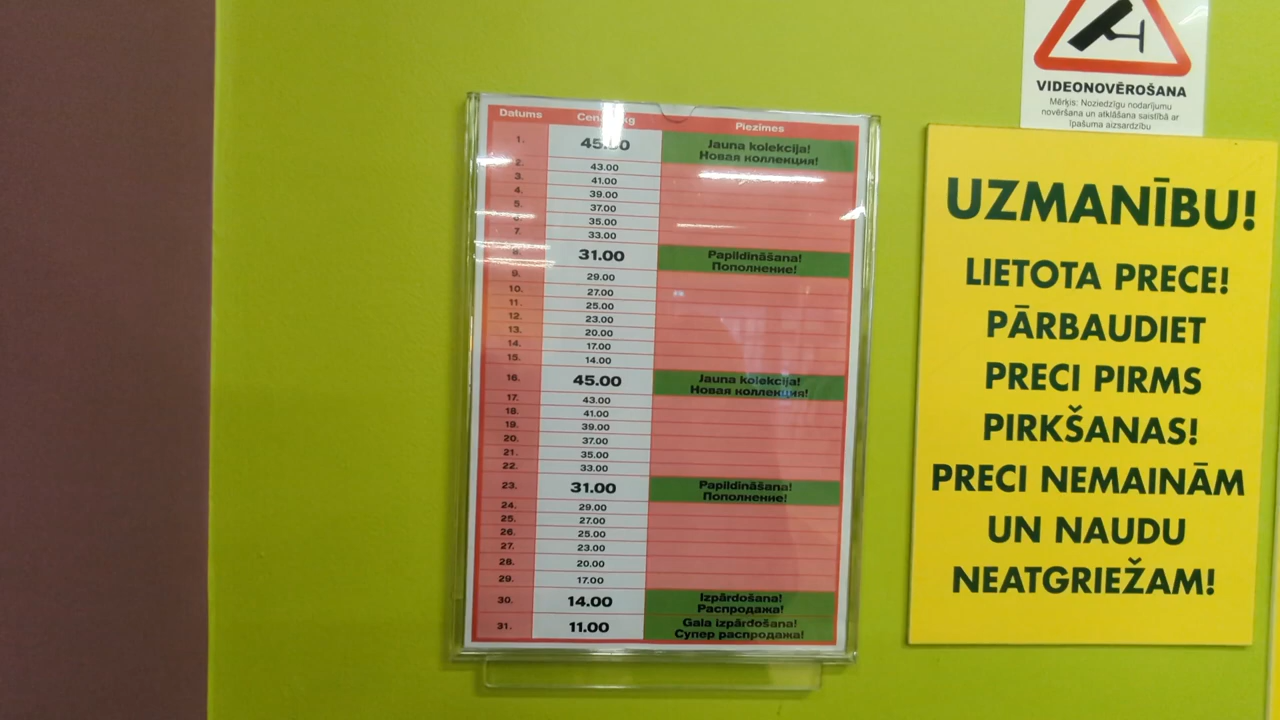 Datums Piezīmes
1. Jauna kolekcija!
Новая коллекция!
2. 43.00
3. 41.00
4. 39.00
5. 37.00
6. 35.00
7. 33.00
8. 31.00 Papildināšana!
Пополнение!
9. 29.00
10. 27.00
11. 25.00
12. 23.00
13. 20.00
14. 17.00
15. 14.00
16. 45.00 Jauna kolekcija!
Новая коллекция!
17. 43.00
18. 41.00
19. 39.00
20. 37.00
21. 35.00
22. 33.00
23. 31.00 Papildināšana!
Пополнение!
24. 29.00
25. 27.00
26. 25.00
27. 23.00
28. 20.00
29. 17.00
30. 14.00 Izpārdošana!
Распродажа!
31. 11.00 Gala izpārdošana!
Супер распродажа!
VIDEONOVĒROŠANA
Mērķis: Noziedzīgu nodarījumu
novēršana un atklāšana saistībā ar
īpašuma aizsardzību
UZMANĪBU!
LIETOTA PRECE!
PĀRBAUDIET
PRECI PIRMS
PIRKŠANAS!
PRECI NEMAINĀM
UN NAUDU
NEATGRIEŽAM!